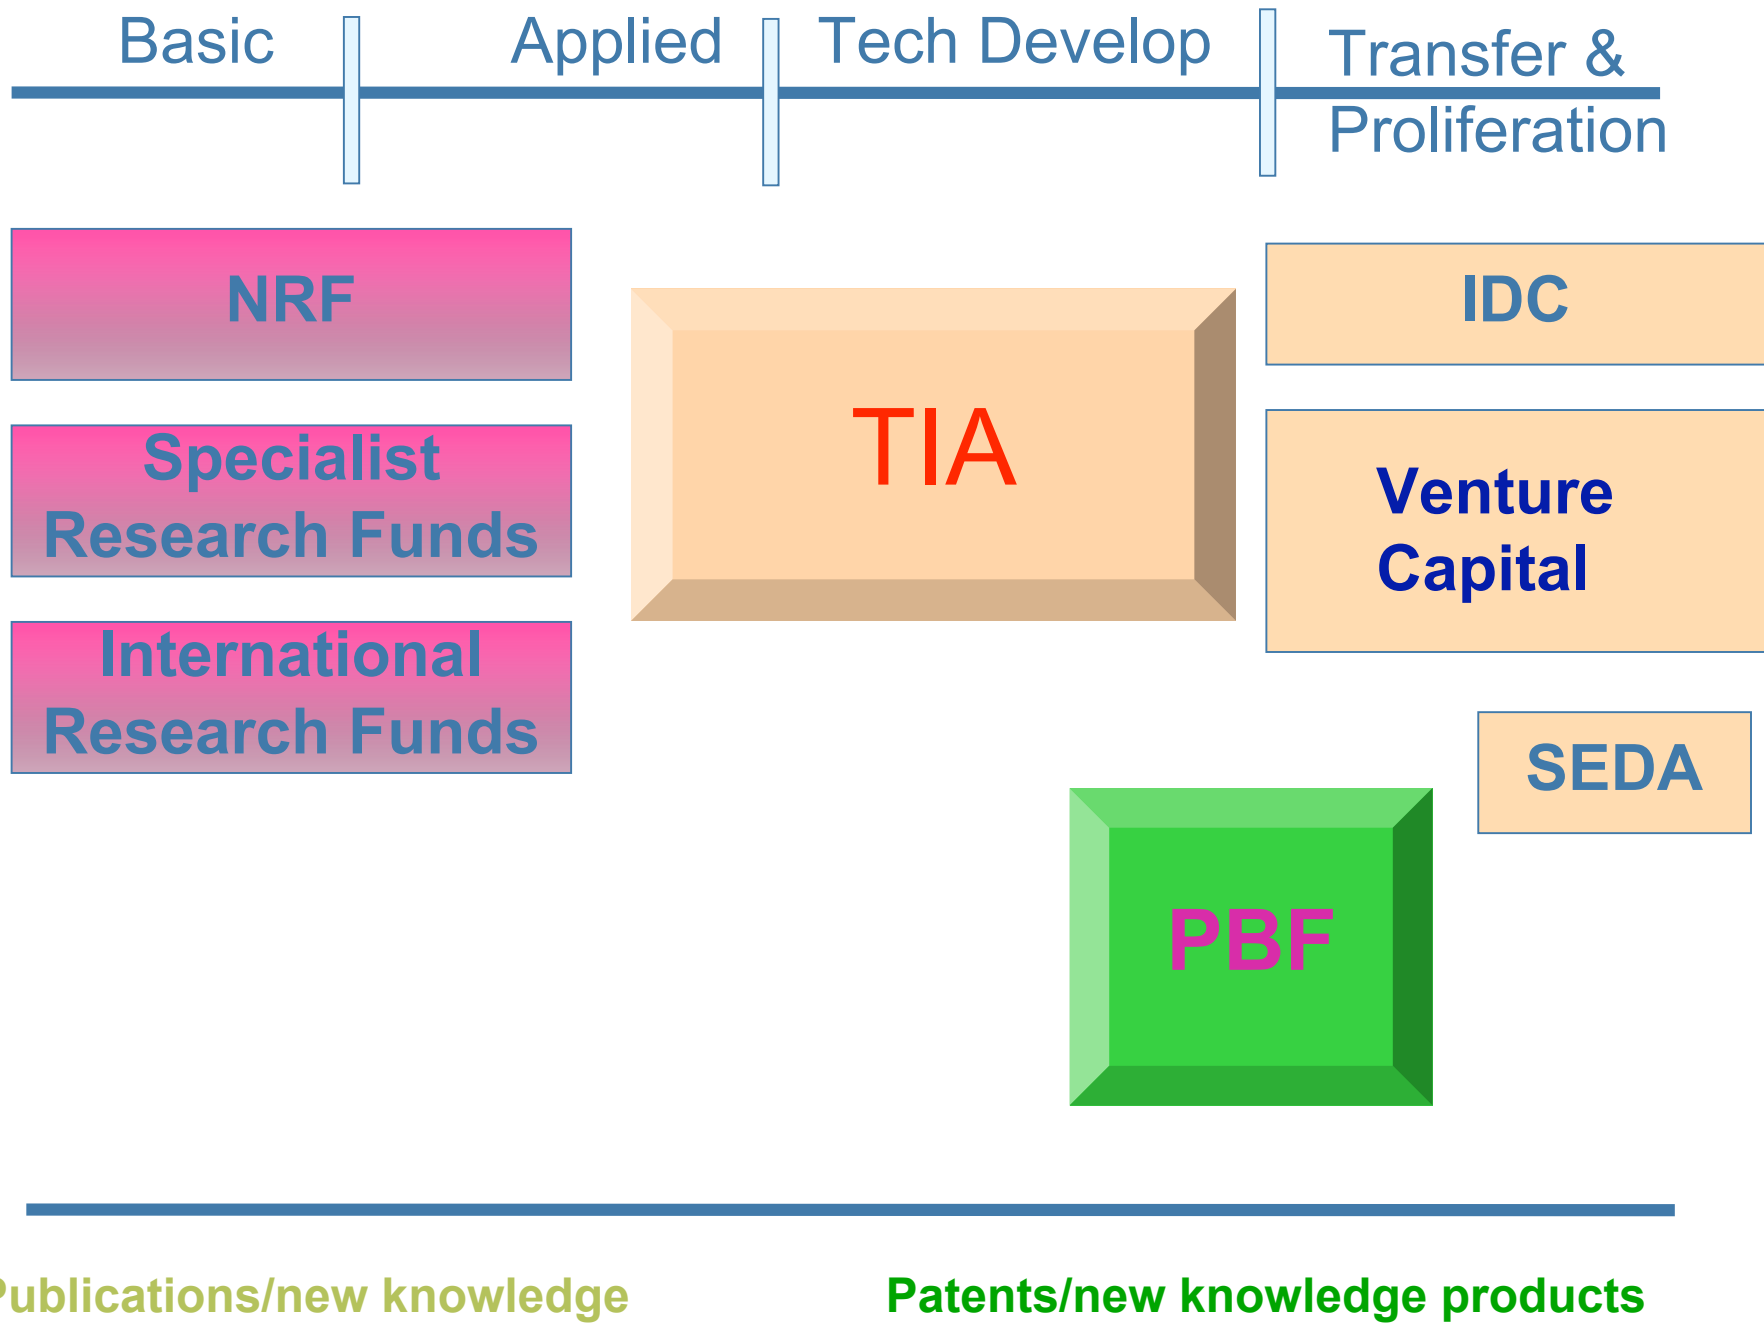 Basic
Applied
Tech Develop
Transfer &
Proliferation
NRF
Specialist
Research Funds
International
Research Funds
TIA
IDC
Venture
Capital
SEDA
PBF
Publications/new knowledge
Patents/new knowledge products